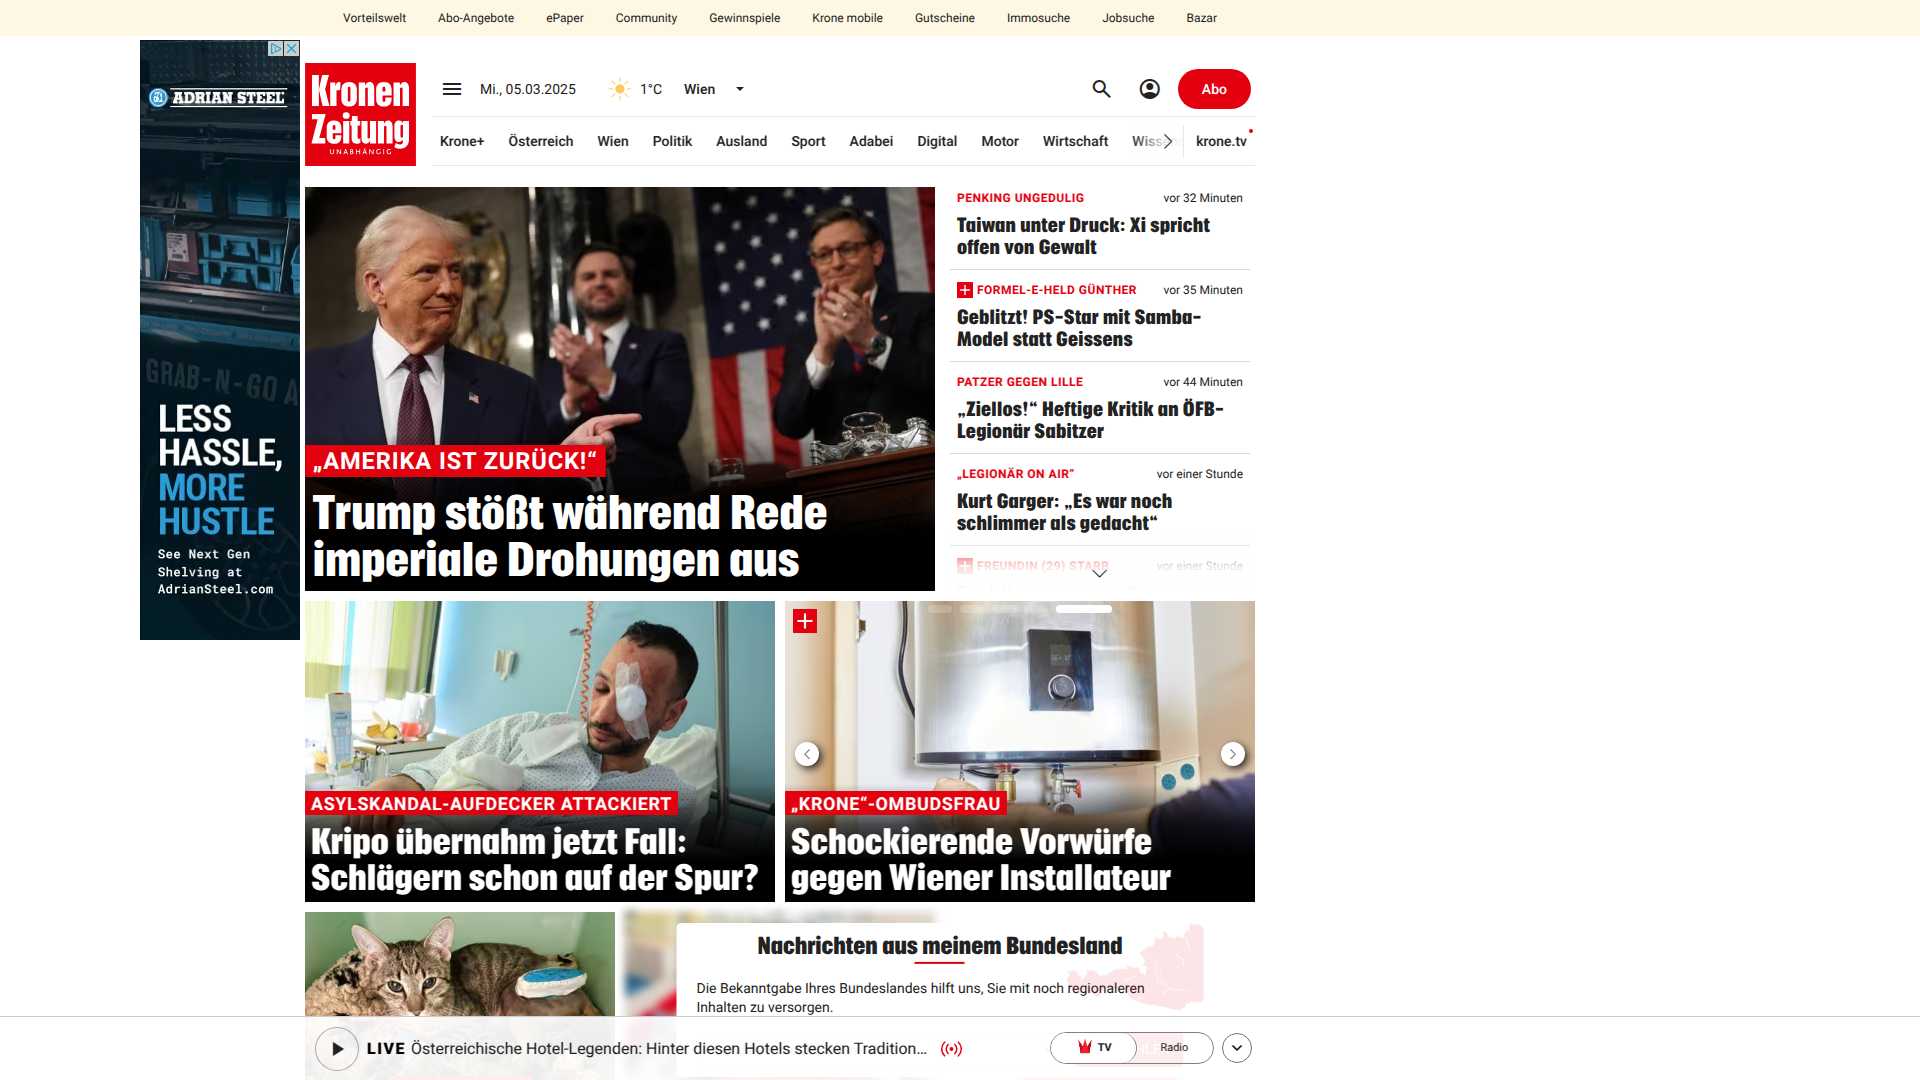 Vorteilswelt
Abo-Angebote
ePaper
Community
Gewinnspiele
Krone mobile
Gutscheine
Immosuche
Jobsuche
Bazar
ADRIAN STEEL
GRAB-N-GO A
LESS
HASSLE,
MORE
HUSTLE
See Next Gen
Shelving at
AdrianSteel.com
Kronen
Zeitung
UNABHÄNGIG
Mi., 05.03.2025
1°C
Wien
Abo
Krone+
Österreich
Wien
Politik
Ausland
Sport
Adabei
Digital
Motor
Wirtschaft
krone.tv
„AMERIKA IST ZURÜCK!“
Trump stößt während Rede
imperiale Drohungen aus
PENKING UNGEDULIG
vor 32 Minuten
Taiwan unter Druck: Xi spricht
offen von Gewalt
FORMEL-E-HELD GÜNTHER
vor 35 Minuten
Geblitzt! PS-Star mit Samba-
Model statt Geissens
PATZER GEGEN LILLE
vor 44 Minuten
„Ziellos!“ Heftige Kritik an ÖFB-
Legionär Sabitzer
„LEGIONÄR ON AIR“
vor einer Stunde
Kurt Garger: „Es war noch
schlimmer als gedacht“
FREUNDIN (29) STARB
vor einer Stunde
ASYLSKANDAL-AUFDECKER ATTACKIERT
Kripo übernahm jetzt Fall:
Schlägern schon auf der Spur?
„KRONE“-OMBUDSFRAU
Schockierende Vorwürfe
gegen Wiener Installateur
Nachrichten aus meinem Bundesland
Die Bekanntgabe Ihres Bundeslandes hilft uns, Sie mit noch regionaleren
Inhalten zu versorgen.
LIVE Österreichische Hotel-Legenden: Hinter diesen Hotels stecken Tradition...
TV
Radio